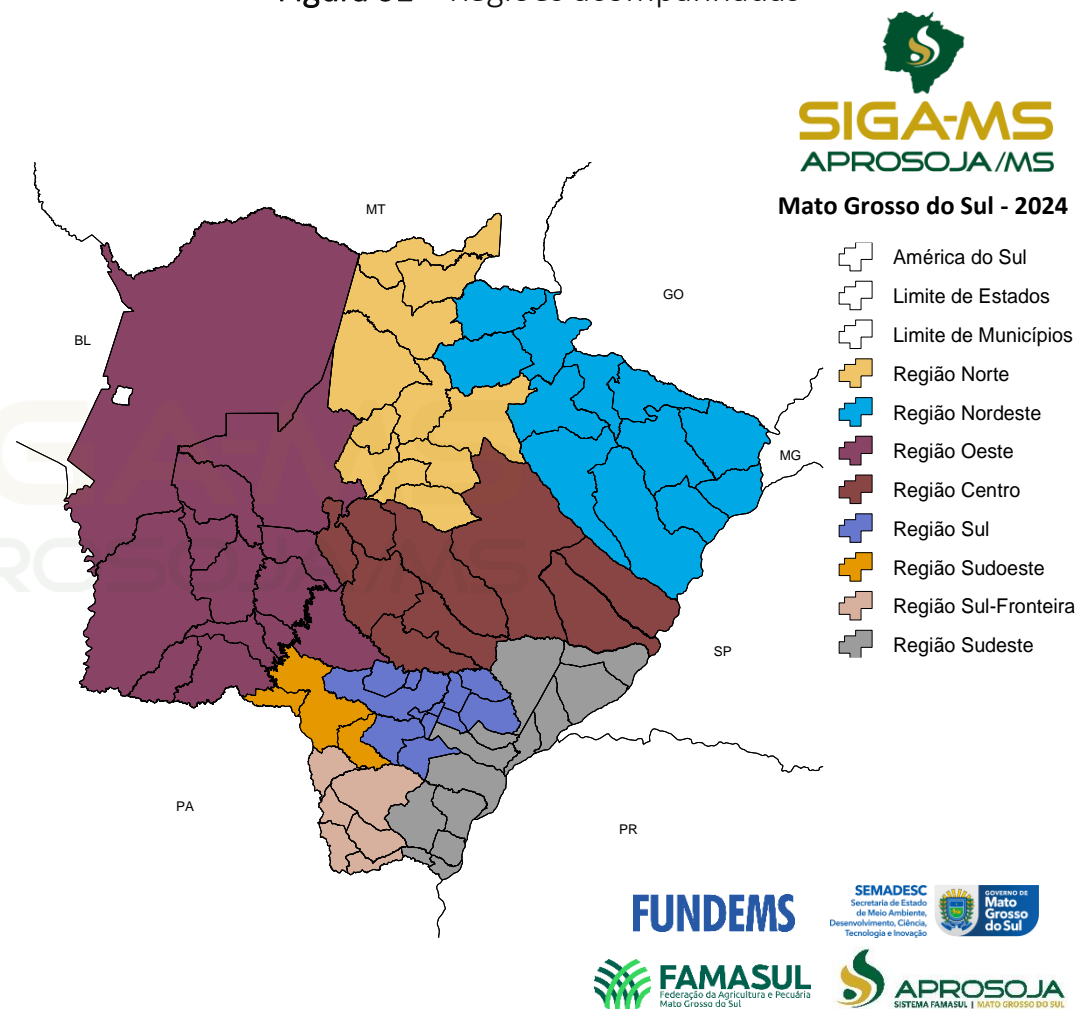 SIGA-MS
APROSOJA/MS
Mato Grosso do Sul - 2024
MT
GO
BL
MG
SP
PA
PR
América do Sul
Limite de Estados
Limite de Municípios
Região Norte
Região Nordeste
Região Oeste
Região Centro
Região Sul
Região Sudoeste
Região Sul-Fronteira
Região Sudeste
FUNDEMS
SEMADESC
Secretaria de Estado
de Meio Ambiente,
Desenvolvimento, Ciência,
Tecnologia e Inovação
GOVERNO DE
Mato
Grosso
do Sul
FAMASUL
Federação da Agricultura e Pecuária
Mato Grosso do Sul
APROSOJA
SISTEMA FAMASUL | MATO GROSSO DO SUL